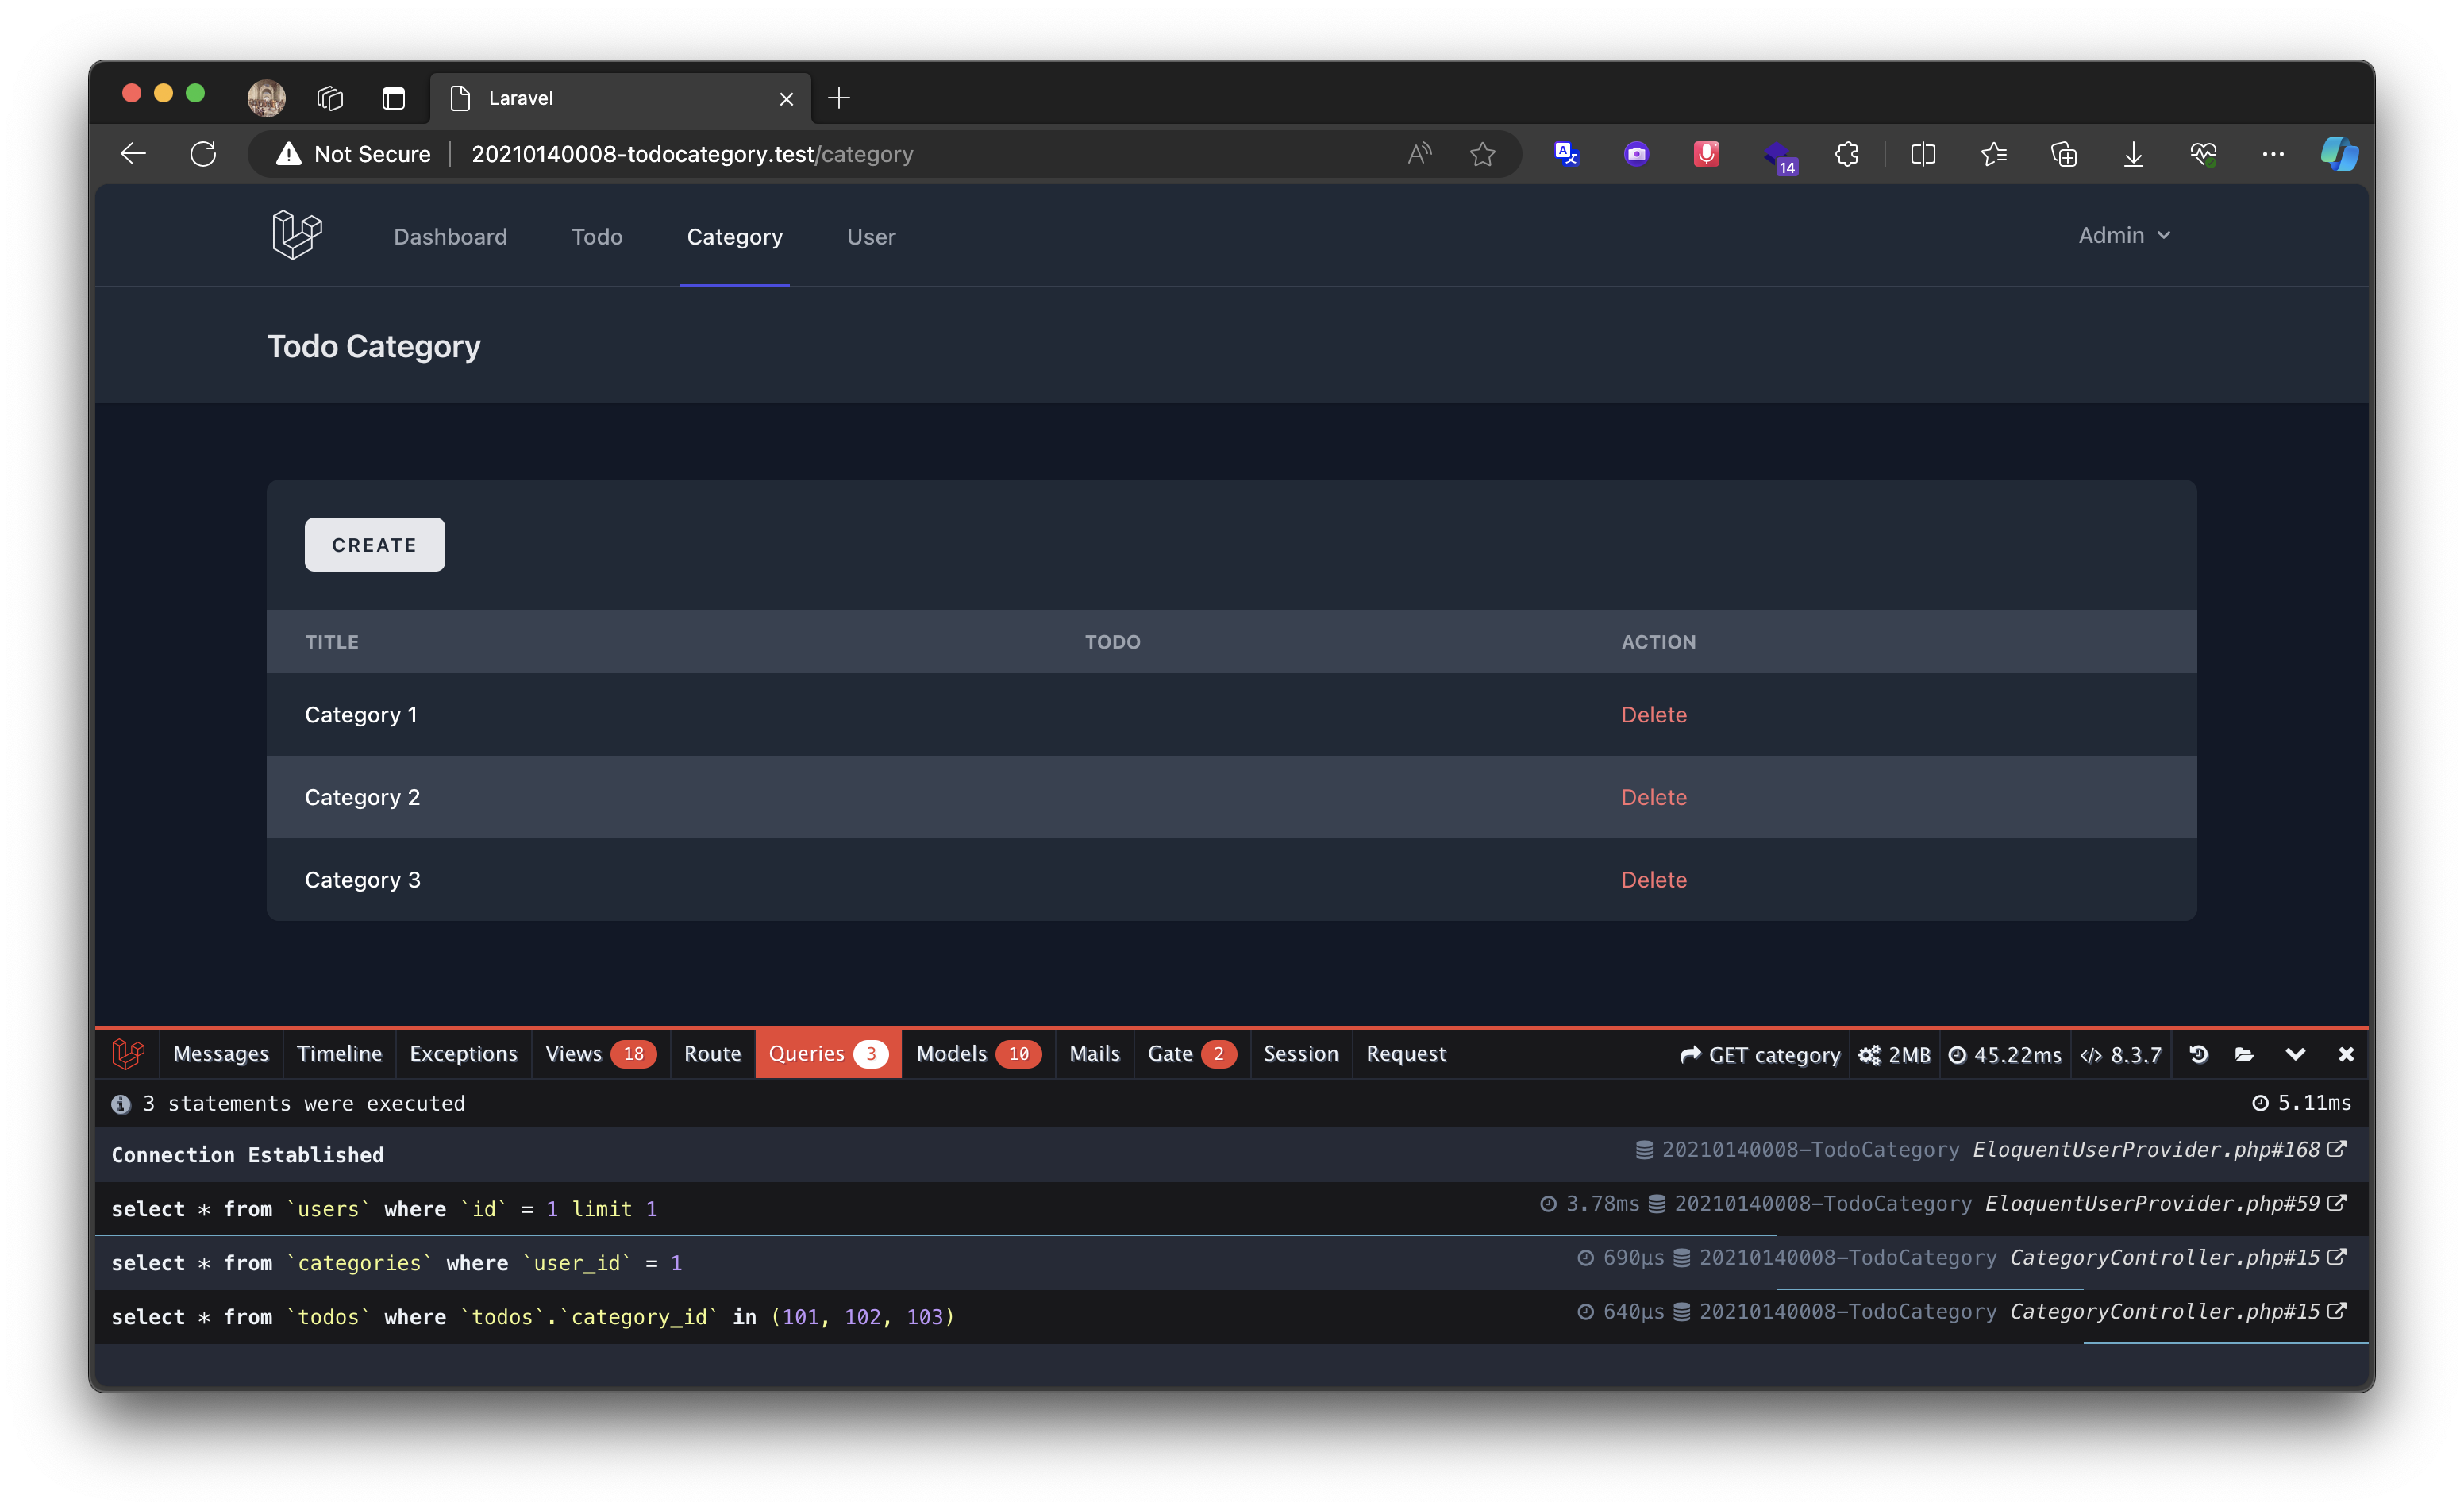 Laravel
Not Secure 20210140008-todocategory.test/category
14
Dashboard Todo Category User Admin
Todo Category
CREATE
TITLE TODO ACTION
Category 1 Delete
Category 2 Delete
Category 3 Delete
Messages Timeline Exceptions Views 18 Route Queries 3 Models 10 Mails Gate 2 Session Request GET category 2MB 45.22ms 8.3.7
3 statements were executed 5.11ms
Connection Established 20210140008-TodoCategory EloquentUserProvider.php#168
select * from `users` where `id` = 1 limit 1 3.78ms 20210140008-TodoCategory EloquentUserProvider.php#59
select * from `categories` where `user_id` = 1 690μs 20210140008-TodoCategory CategoryController.php#15
select * from `todos` where `todos`.`category_id` in (101, 102, 103) 640μs 20210140008-TodoCategory CategoryController.php#15